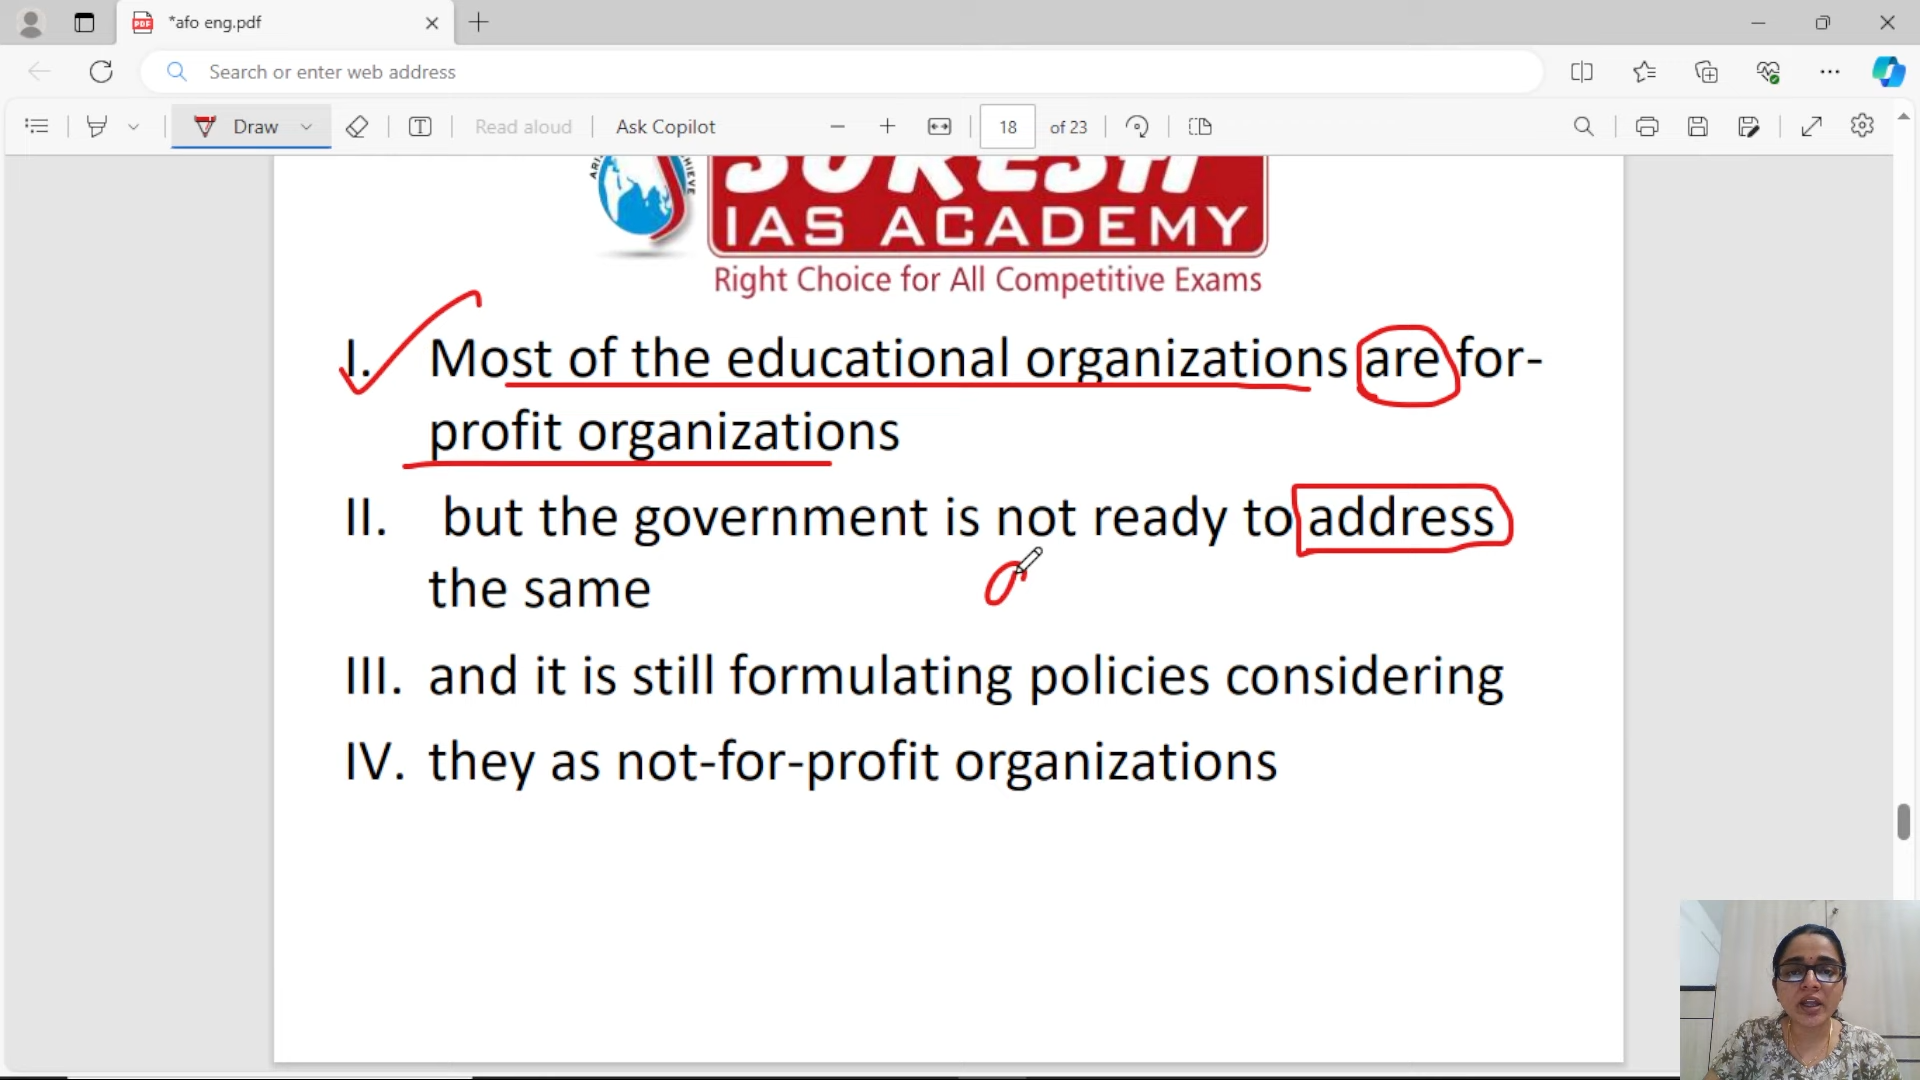 *afo eng.pdf
Search or enter web address
Draw
Read aloud
Ask Copilot
18
of 23
IAS ACADEMY
Right Choice for All Competitive Exams
I. Most of the educational organizations are for-
profit organizations
II. but the government is not ready to address
the same
III. and it is still formulating policies considering
IV. they as not-for-profit organizations